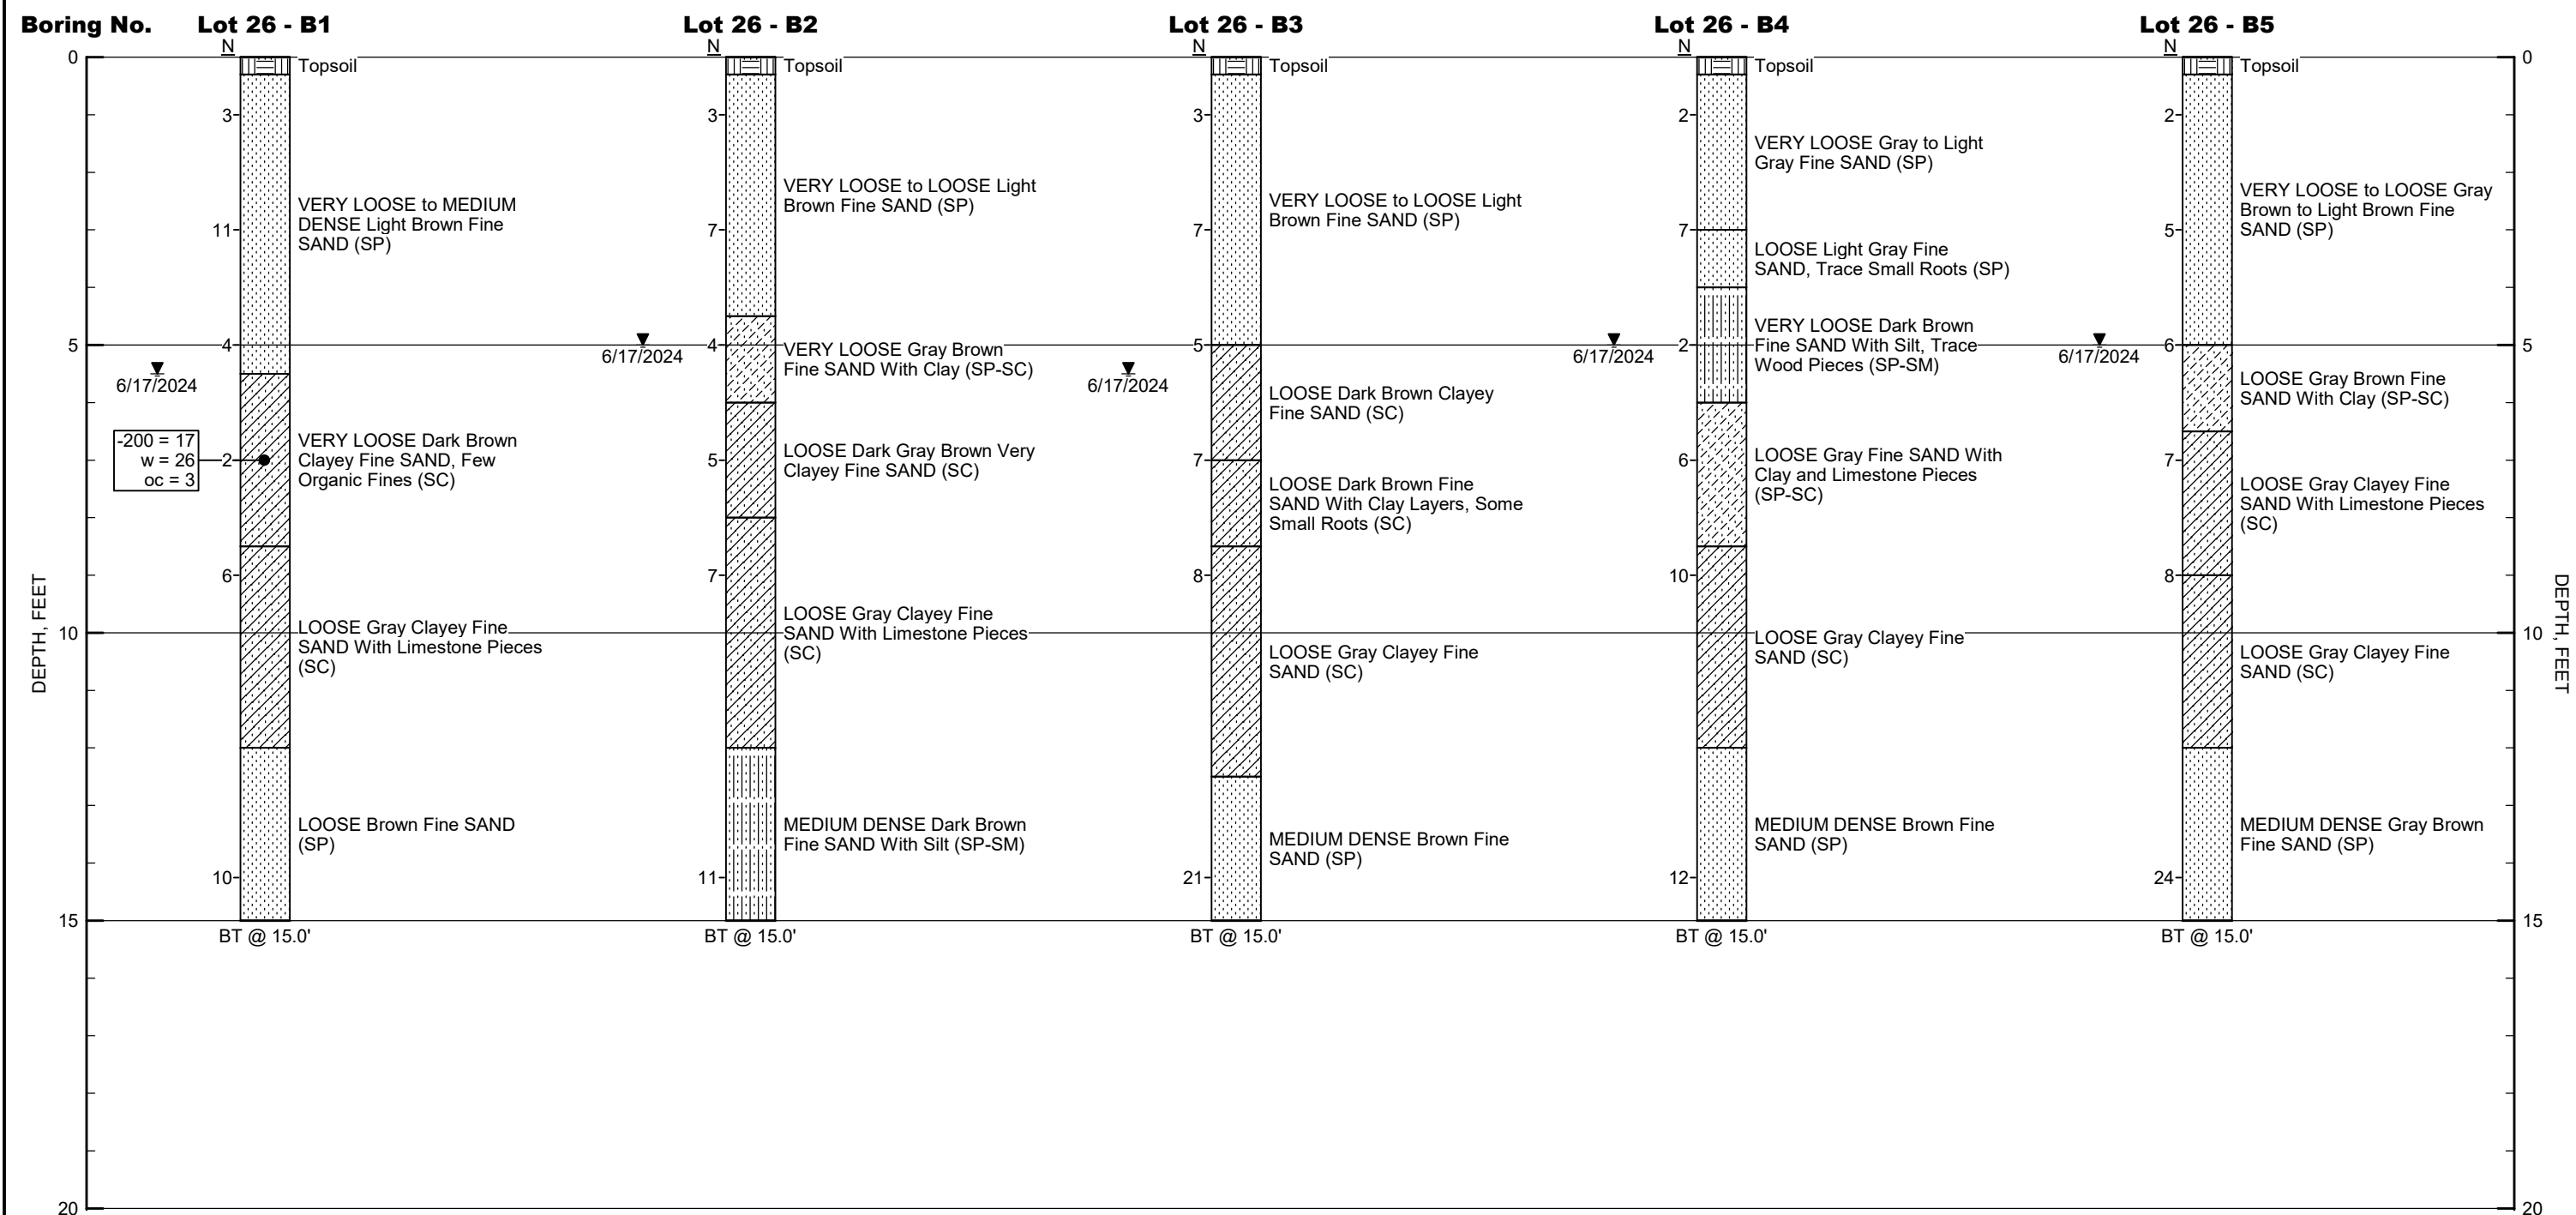 Boring No.
Lot 26 - B1
Lot 26 - B2
Lot 26 - B3
Lot 26 - B4
Lot 26 - B5
0
5
10
15
20
DEPTH, FEET
N
Topsoil
3
VERY LOOSE to MEDIUM
DENSE Light Brown Fine
SAND (SP)
11
4
6/17/2024
-200 = 17
w = 26
oc = 3
2
VERY LOOSE Dark Brown
Clayey Fine SAND, Few
Organic Fines (SC)
6
LOOSE Gray Clayey Fine
SAND With Limestone Pieces
(SC)
LOOSE Brown Fine SAND
(SP)
10
BT @ 15.0'
N
Topsoil
3
VERY LOOSE to LOOSE Light
Brown Fine SAND (SP)
7
6/17/2024
4
VERY LOOSE Gray Brown
Fine SAND With Clay (SP-SC)
5
LOOSE Dark Gray Brown Very
Clayey Fine SAND (SC)
7
LOOSE Gray Clayey Fine
SAND With Limestone Pieces
(SC)
MEDIUM DENSE Dark Brown
Fine SAND With Silt (SP-SM)
11
BT @ 15.0'
N
Topsoil
3
VERY LOOSE to LOOSE Light
Brown Fine SAND (SP)
7
5
6/17/2024
LOOSE Dark Brown Clayey
Fine SAND (SC)
7
LOOSE Dark Brown Fine
SAND With Clay Layers, Some
Small Roots (SC)
8
LOOSE Gray Clayey Fine
SAND (SC)
MEDIUM DENSE Brown Fine
SAND (SP)
21
BT @ 15.0'
N
Topsoil
2
VERY LOOSE Gray to Light
Gray Fine SAND (SP)
7
LOOSE Light Gray Fine
SAND, Trace Small Roots (SP)
6/17/2024
2
VERY LOOSE Dark Brown
Fine SAND With Silt, Trace
Wood Pieces (SP-SM)
6
LOOSE Gray Fine SAND With
Clay and Limestone Pieces
(SP-SC)
10
LOOSE Gray Clayey Fine
SAND (SC)
MEDIUM DENSE Brown Fine
SAND (SP)
12
BT @ 15.0'
N
Topsoil
2
VERY LOOSE to LOOSE Gray
Brown to Light Brown Fine
SAND (SP)
5
6/17/2024
6
LOOSE Gray Brown Fine
SAND With Clay (SP-SC)
7
LOOSE Gray Clayey Fine
SAND With Limestone Pieces
(SC)
8
LOOSE Gray Clayey Fine
SAND (SC)
MEDIUM DENSE Gray Brown
Fine SAND (SP)
24
BT @ 15.0'
0
5
10
15
20
DEPTH, FEET